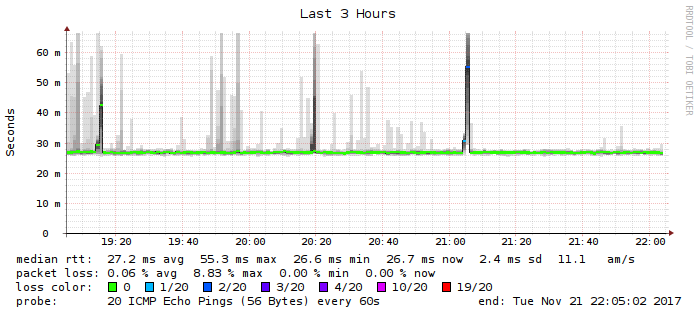 Last 3 Hours
RRDTOOL / TOBI OETIKER
Seconds
60 m
50 m
40 m
30 m
20 m
10 m
0
19:20 19:40 20:00 20:20 20:40 21:00 21:20 21:40 22:00
median rtt: 27.2 ms avg 55.3 ms max 26.6 ms min 26.7 ms now 2.4 ms sd 11.1 am/s
packet loss: 0.06 % avg 8.83 % max 0.00 % min 0.00 % now
loss color: 0 1/20 2/20 3/20 4/20 10/20 19/20
probe: 20 ICMP Echo Pings (56 Bytes) every 60s end: Tue Nov 21 22:05:02 2017